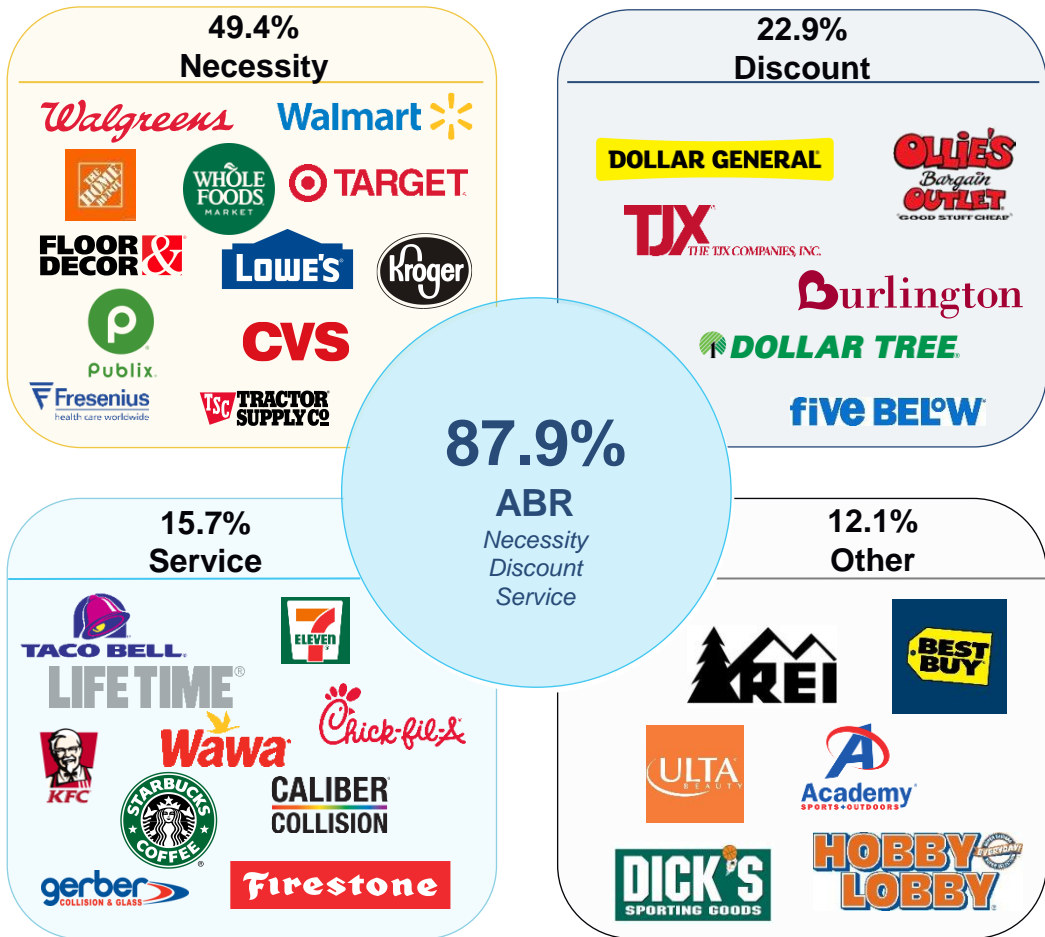 49.4%
Necessity
Walgreens
Walmart
THE HOME DEPOT
WHOLE
FOODS
MARKET
TARGET
FLOOR &
DECOR
LOWE'S
Kroger
P
Publix
CVS
Fresenius
health care worldwide
TSC TRACTOR
SUPPLY CO
22.9%
Discount
DOLLAR GENERAL
OLLIE'S
Bargain
OUTLET
"GOOD STUFF CHEAP"
TJX
THE TJX COMPANIES, INC.
Burlington
DOLLAR TREE
fiVe BELOW
87.9%
ABR
Necessity
Discount
Service
15.7%
Service
TACO BELL
7
ELEVEN
LIFE TIME
Chick-fil-A
Wawa
KFC
STARBUCKS
COFFEE
CALIBER
COLLISION
gerber
COLLISION & GLASS
Firestone
12.1%
Other
REI
BEST
BUY
ULTA
BEAUTY
A
Academy
SPORTS+OUTDOORS
DICK'S
SPORTING GOODS
HOBBY
LOBBY
EVERYDAY!